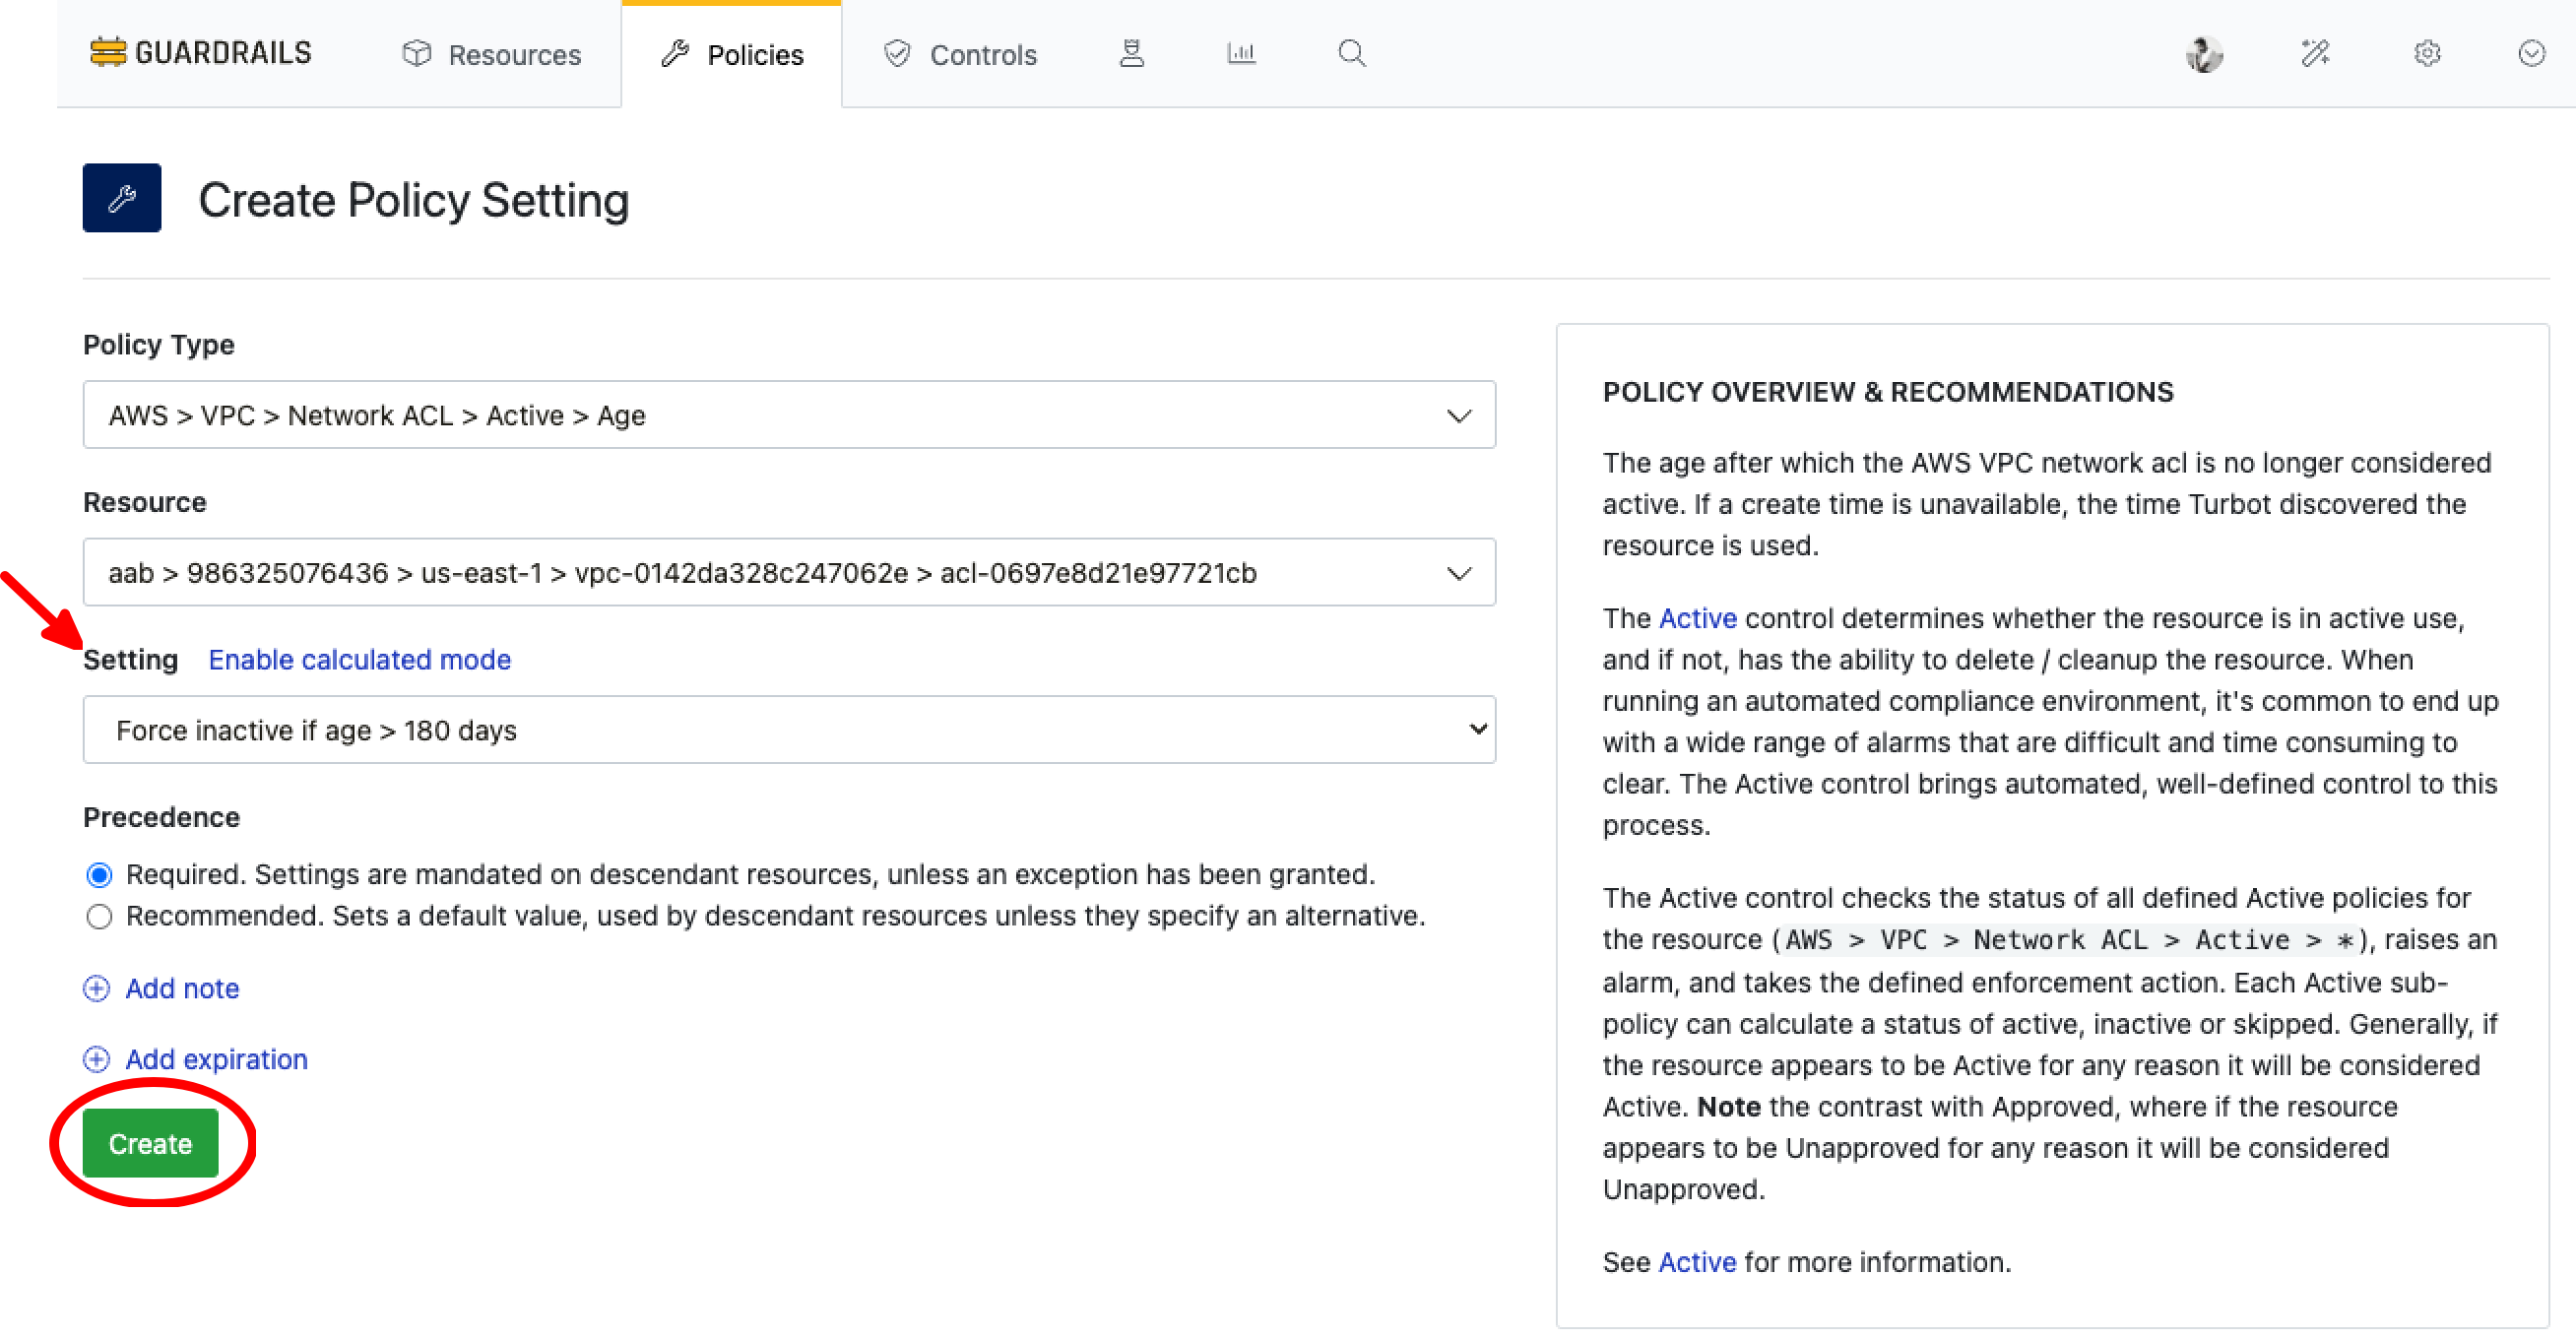 GUARDRAILS
Resources
Policies
Controls
Create Policy Setting
Policy Type
AWS > VPC > Network ACL > Active > Age
Resource
aab > 986325076436 > us-east-1 > vpc-0142da328c247062e > acl-0697e8d21e97721cb
Setting Enable calculated mode
Force inactive if age > 180 days
Precedence
Required. Settings are mandated on descendant resources, unless an exception has been granted.
Recommended. Sets a default value, used by descendant resources unless they specify an alternative.
Add note
Add expiration
Create
POLICY OVERVIEW & RECOMMENDATIONS
The age after which the AWS VPC network acl is no longer considered
active. If a create time is unavailable, the time Turbot discovered the
resource is used.
The Active control determines whether the resource is in active use,
and if not, has the ability to delete / cleanup the resource. When
running an automated compliance environment, it's common to end up
with a wide range of alarms that are difficult and time consuming to
clear. The Active control brings automated, well-defined control to this
process.
The Active control checks the status of all defined Active policies for
the resource (AWS > VPC > Network ACL > Active > *), raises an
alarm, and takes the defined enforcement action. Each Active sub-
policy can calculate a status of active, inactive or skipped. Generally, if
the resource appears to be Active for any reason it will be considered
Active. Note the contrast with Approved, where if the resource
appears to be Unapproved for any reason it will be considered
Unapproved.
See Active for more information.